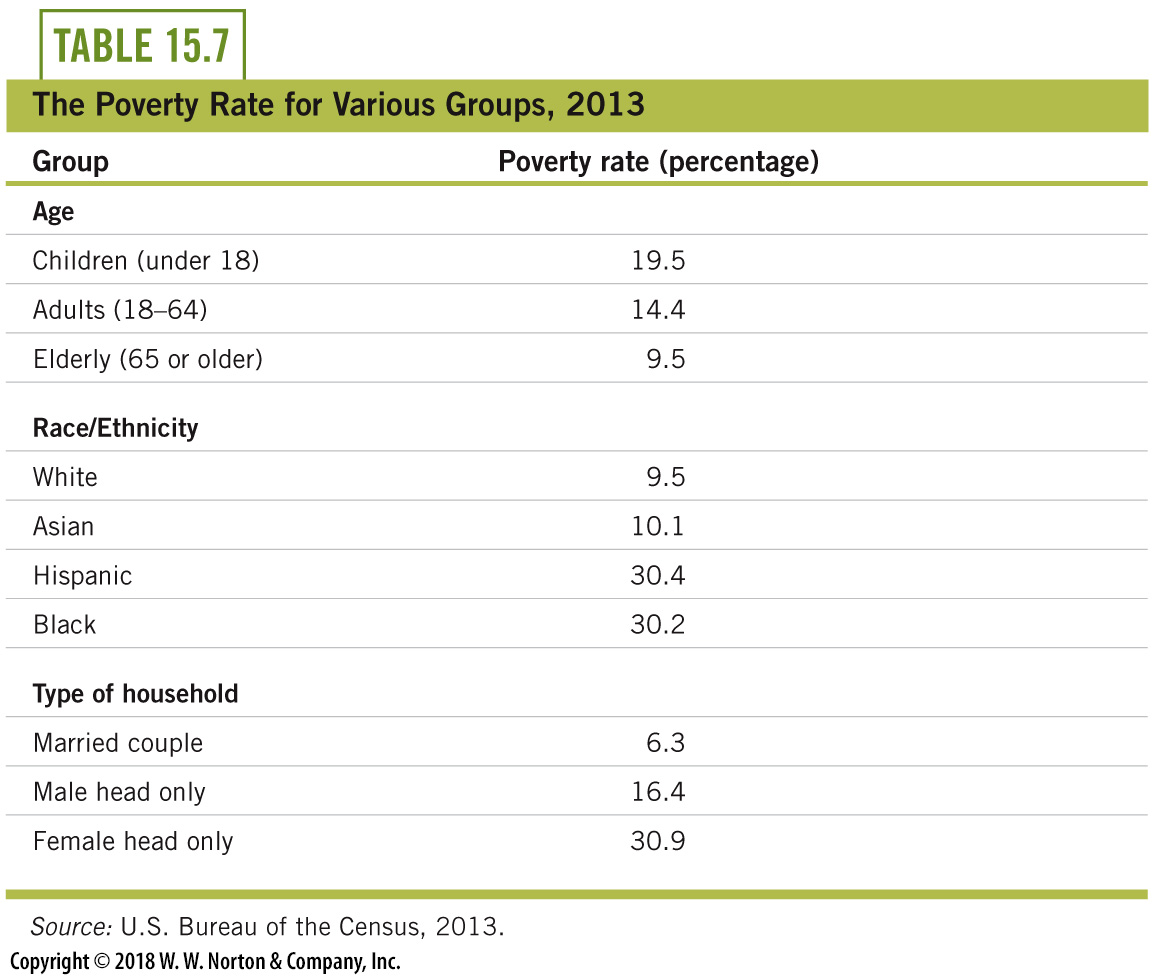 TABLE 15.7
The Poverty Rate for Various Groups, 2013
Group Poverty rate (percentage)
Age
Children (under 18) 19.5
Adults (18–64) 14.4
Elderly (65 or older) 9.5
Race/Ethnicity
White 9.5
Asian 10.1
Hispanic 30.4
Black 30.2
Type of household
Married couple 6.3
Male head only 16.4
Female head only 30.9
Source: U.S. Bureau of the Census, 2013.
Copyright © 2018 W. W. Norton & Company, Inc.